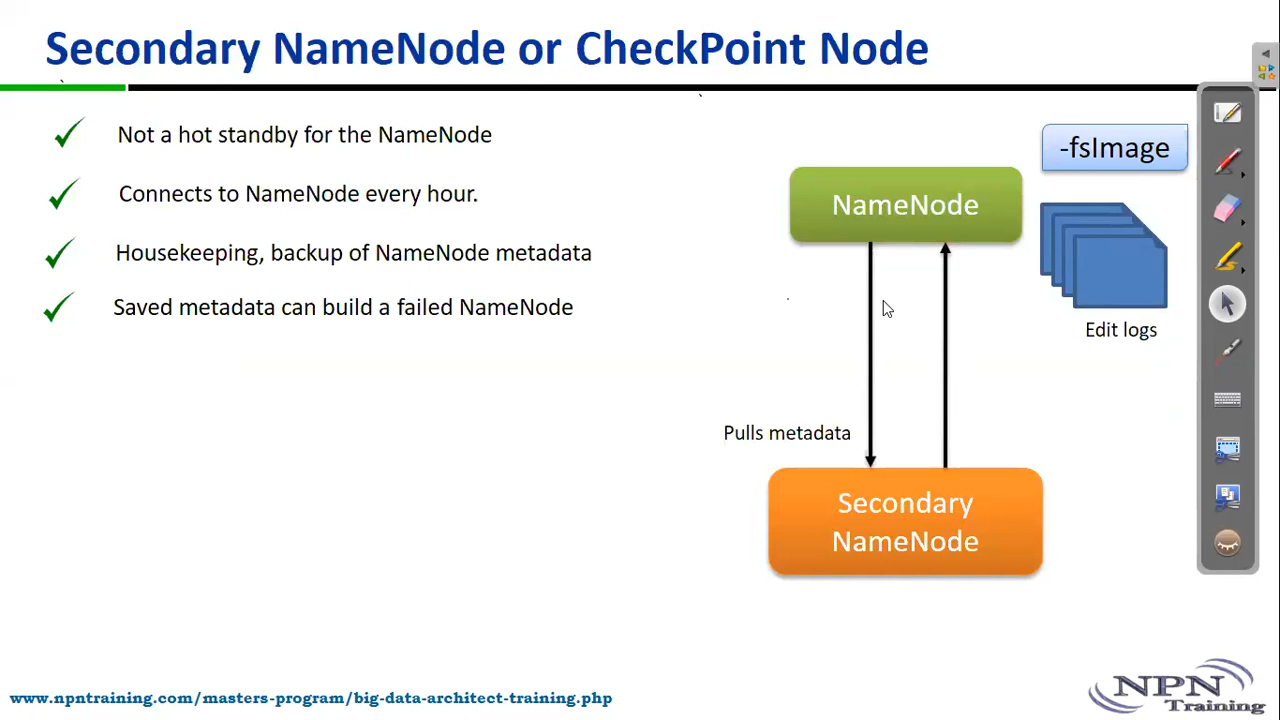 Secondary NameNode or CheckPoint Node
Not a hot standby for the NameNode
Connects to NameNode every hour.
Housekeeping, backup of NameNode metadata
Saved metadata can build a failed NameNode
-fsImage
NameNode
Edit logs
Pulls metadata
Secondary
NameNode
www.npntraining.com/masters-program/big-data-architect-training.php
NPN
Training